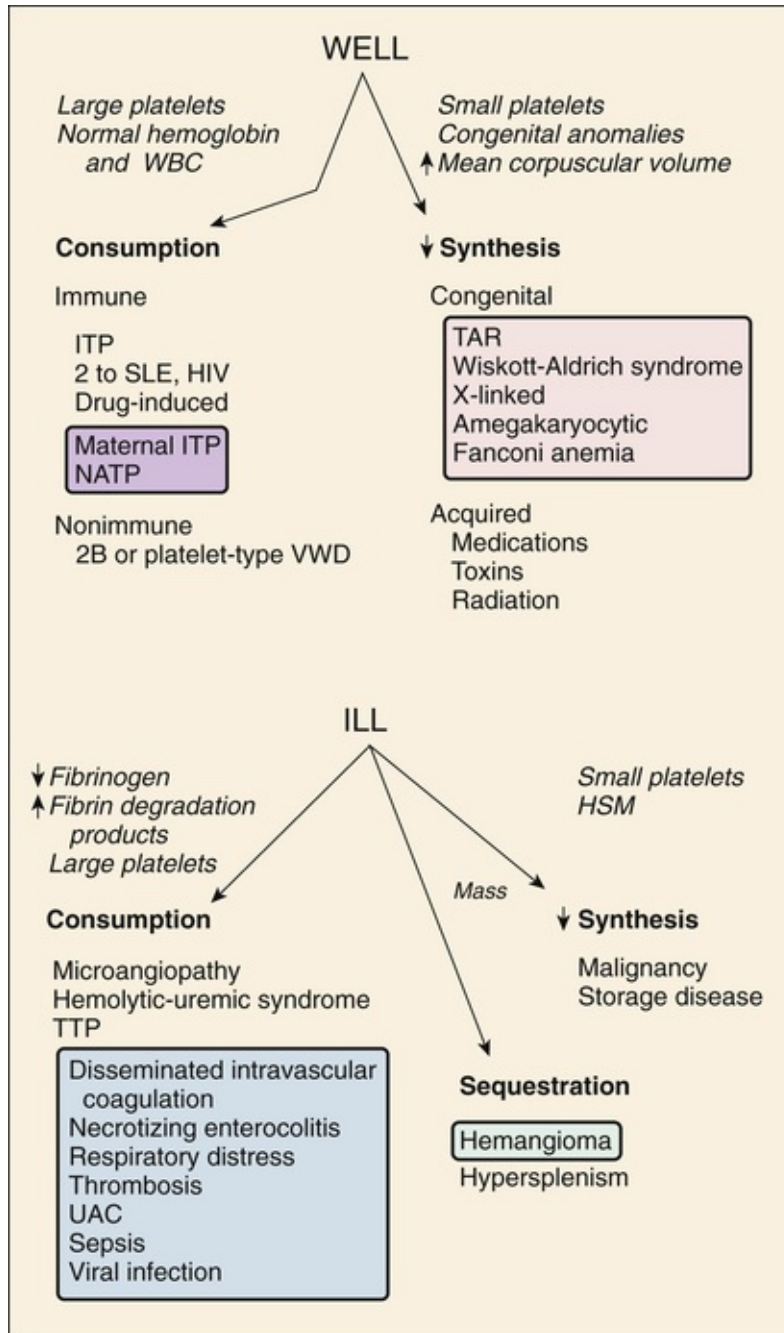 WELL
Large platelets
Normal hemoglobin
and WBC
Small platelets
Congenital anomalies
↑ Mean corpuscular volume
Consumption
Immune
ITP
2 to SLE, HIV
Drug-induced
Maternal ITP
NATP
Nonimmune
2B or platelet-type VWD
↓ Synthesis
Congenital
TAR
Wiskott-Aldrich syndrome
X-linked
Amegakaryocytic
Fanconi anemia
Acquired
Medications
Toxins
Radiation
ILL
↓ Fibrinogen
↑ Fibrin degradation
products
Large platelets
Small platelets
HSM
Mass
Consumption
Microangiopathy
Hemolytic-uremic syndrome
TTP
Disseminated intravascular
coagulation
Necrotizing enterocolitis
Respiratory distress
Thrombosis
UAC
Sepsis
Viral infection
↓ Synthesis
Malignancy
Storage disease
Sequestration
Hemangioma
Hypersplenism